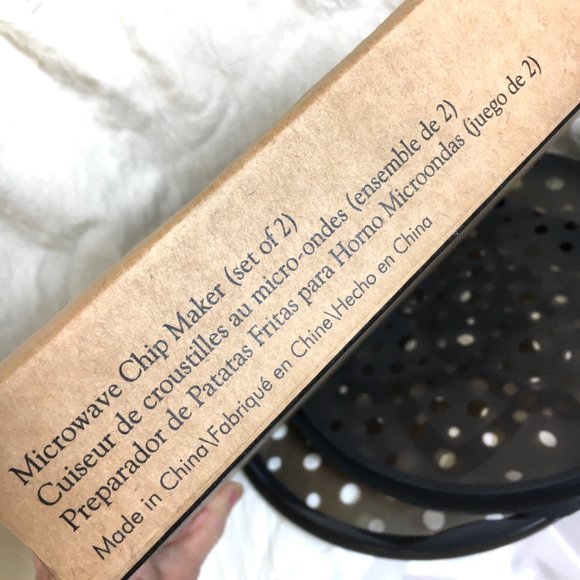 Microwave Chip Maker (set of 2)
Cuiseur de croustilles au micro-ondes (ensemble de 2)
Preparador de Patatas Fritas para Horno Microondas (juego de 2)
Made in China\Fabriqué en Chine\Hecho en China